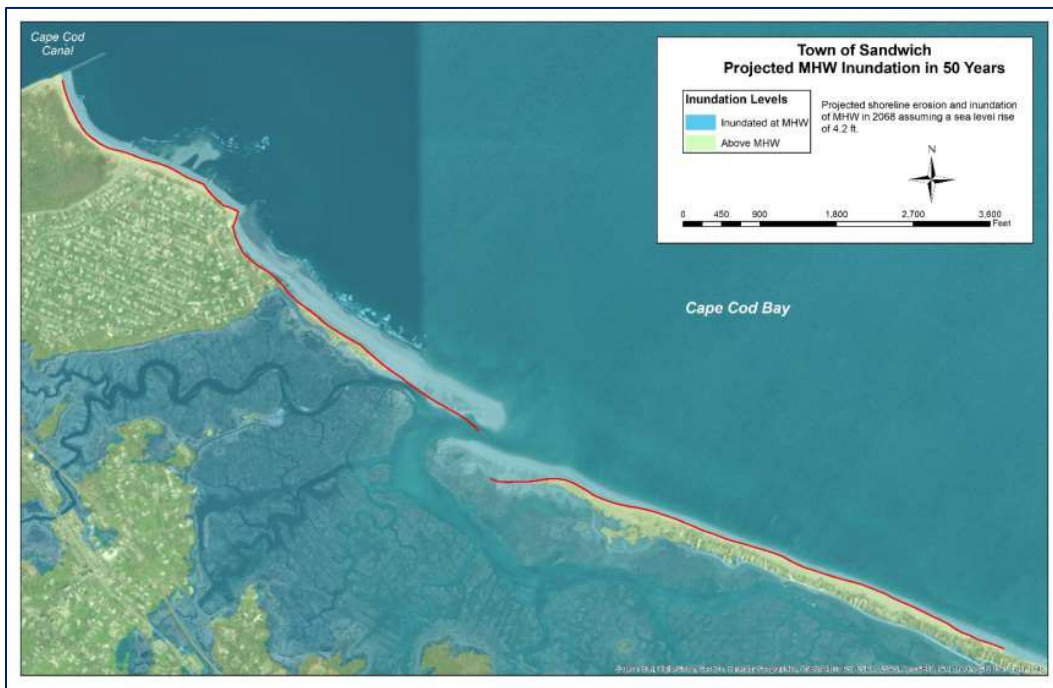 Cape Cod
Canal
Town of Sandwich
Projected MHW Inundation in 50 Years
Inundation Levels
Inundated at MHW
Above MHW
Projected shoreline erosion and inundation
of MHW in 2068 assuming a sea level rise
of 4.2 ft.
N
0 450 900 1,800 2,700 3,600
Feet
Cape Cod Bay